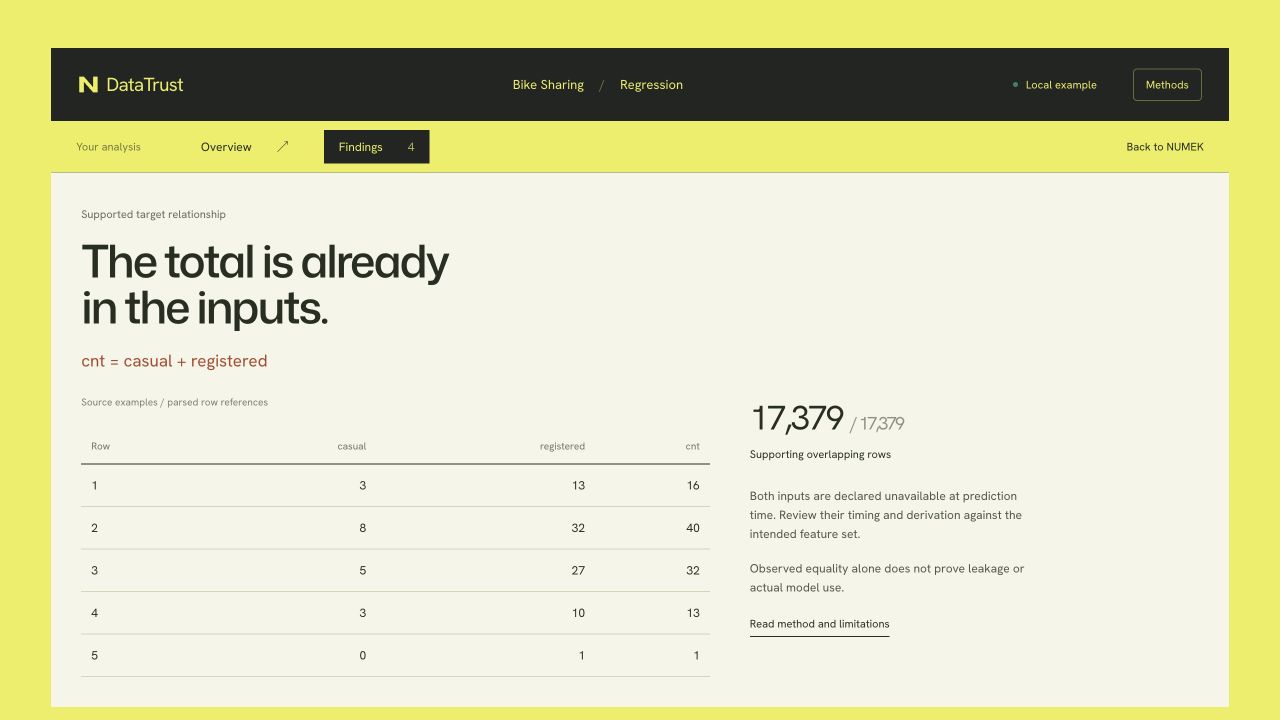 N DataTrust
Bike Sharing / Regression
Local example
Methods
Your analysis
Overview ↗
Findings 4
Back to NUMEK
Supported target relationship
The total is already
in the inputs.
cnt = casual + registered
Source examples / parsed row references
Row casual registered cnt
1 3 13 16
2 8 32 40
3 5 27 32
4 3 10 13
5 0 1 1
17,379 / 17,379
Supporting overlapping rows
Both inputs are declared unavailable at prediction
time. Review their timing and derivation against the
intended feature set.
Observed equality alone does not prove leakage or
actual model use.
Read method and limitations